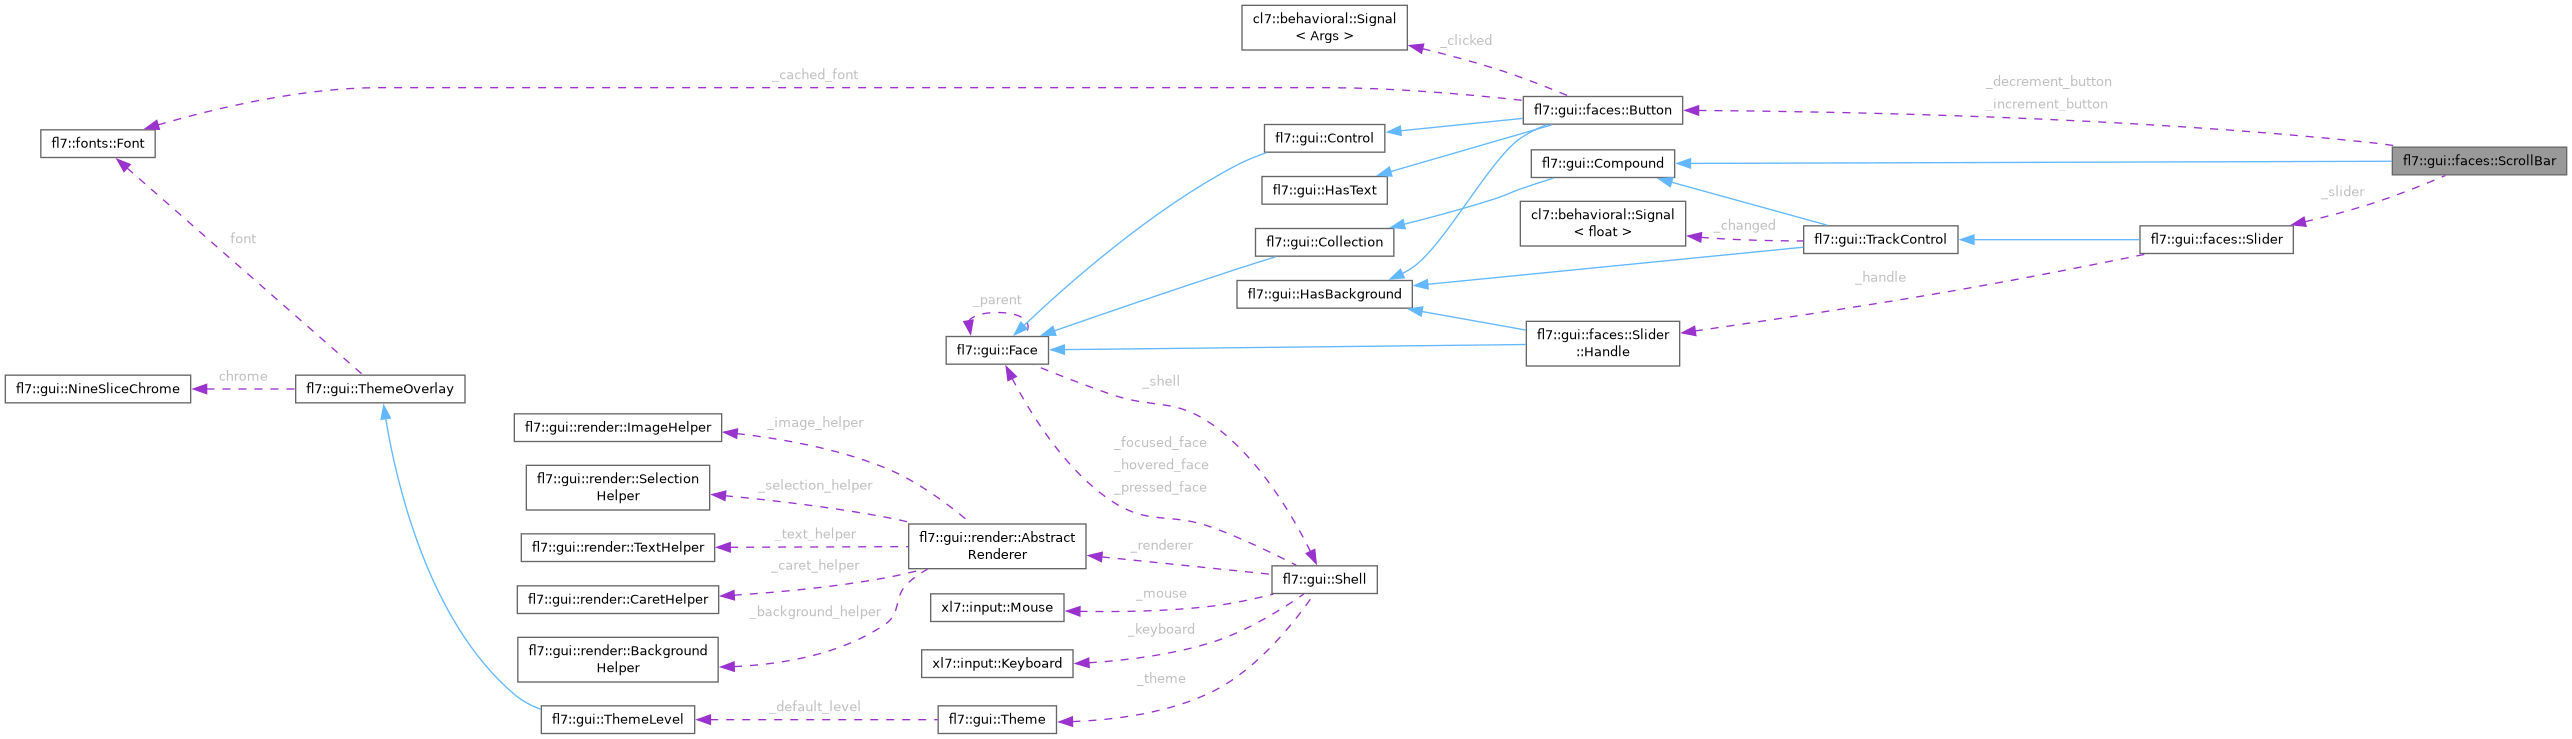 cl7::behavioral::Signal
< Args >
_clicked
_cached_font
_decrement_button
_increment_button
fl7::gui::faces::Button
fl7::fonts::Font
fl7::gui::Control
fl7::gui::Compound
fl7::gui::faces::ScrollBar
fl7::gui::HasText
_slider
cl7::behavioral::Signal
< float >
_changed
font
fl7::gui::Collection
fl7::gui::TrackControl
fl7::gui::faces::Slider
_handle
fl7::gui::HasBackground
_parent
fl7::gui::faces::Slider
::Handle
fl7::gui::Face
chrome
_shell
fl7::gui::NineSliceChrome
fl7::gui::ThemeOverlay
_image_helper
fl7::gui::render::ImageHelper
_focused_face
_hovered_face
_pressed_face
fl7::gui::render::Selection
Helper
_selection_helper
_text_helper
fl7::gui::render::TextHelper
fl7::gui::render::Abstract
Renderer
_renderer
_caret_helper
fl7::gui::Shell
fl7::gui::render::CaretHelper
_mouse
xl7::input::Mouse
_background_helper
_keyboard
fl7::gui::render::Background
Helper
xl7::input::Keyboard
_theme
_default_level
fl7::gui::ThemeLevel
fl7::gui::Theme